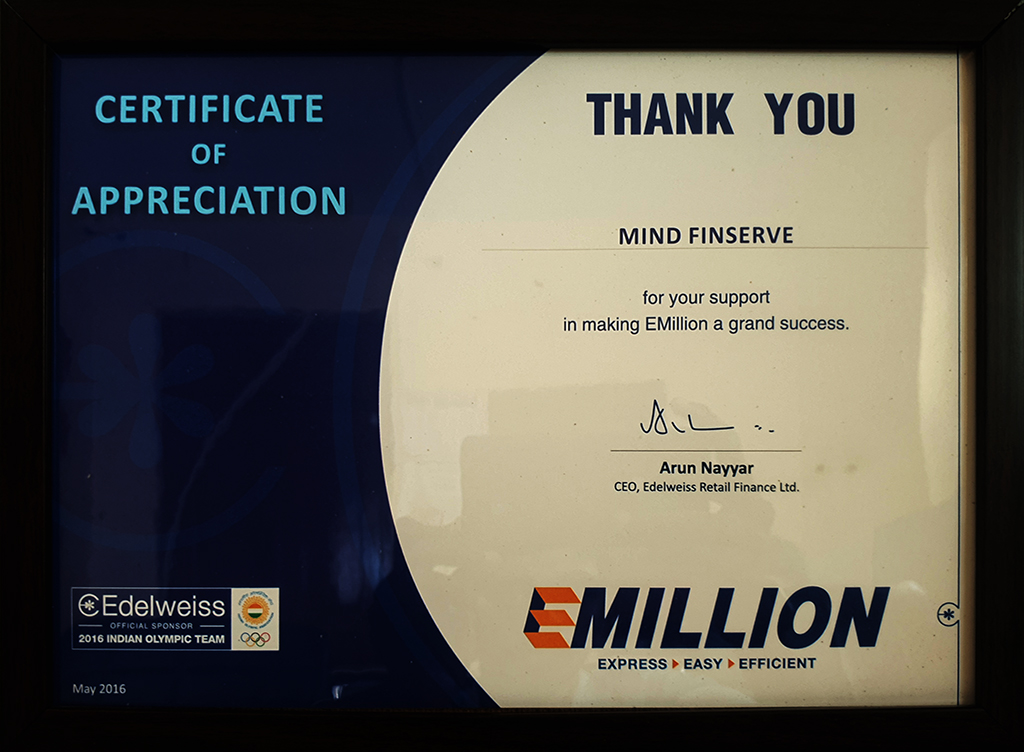 CERTIFICATE
OF
APPRECIATION
THANK YOU
MIND FINSERVE
for your support
in making EMillion a grand success.
Arun Nayyar
CEO, Edelweiss Retail Finance Ltd.
Edelweiss
OFFICIAL SPONSOR
2016 INDIAN OLYMPIC TEAM
May 2016
EMILLION
EXPRESS EASY EFFICIENT